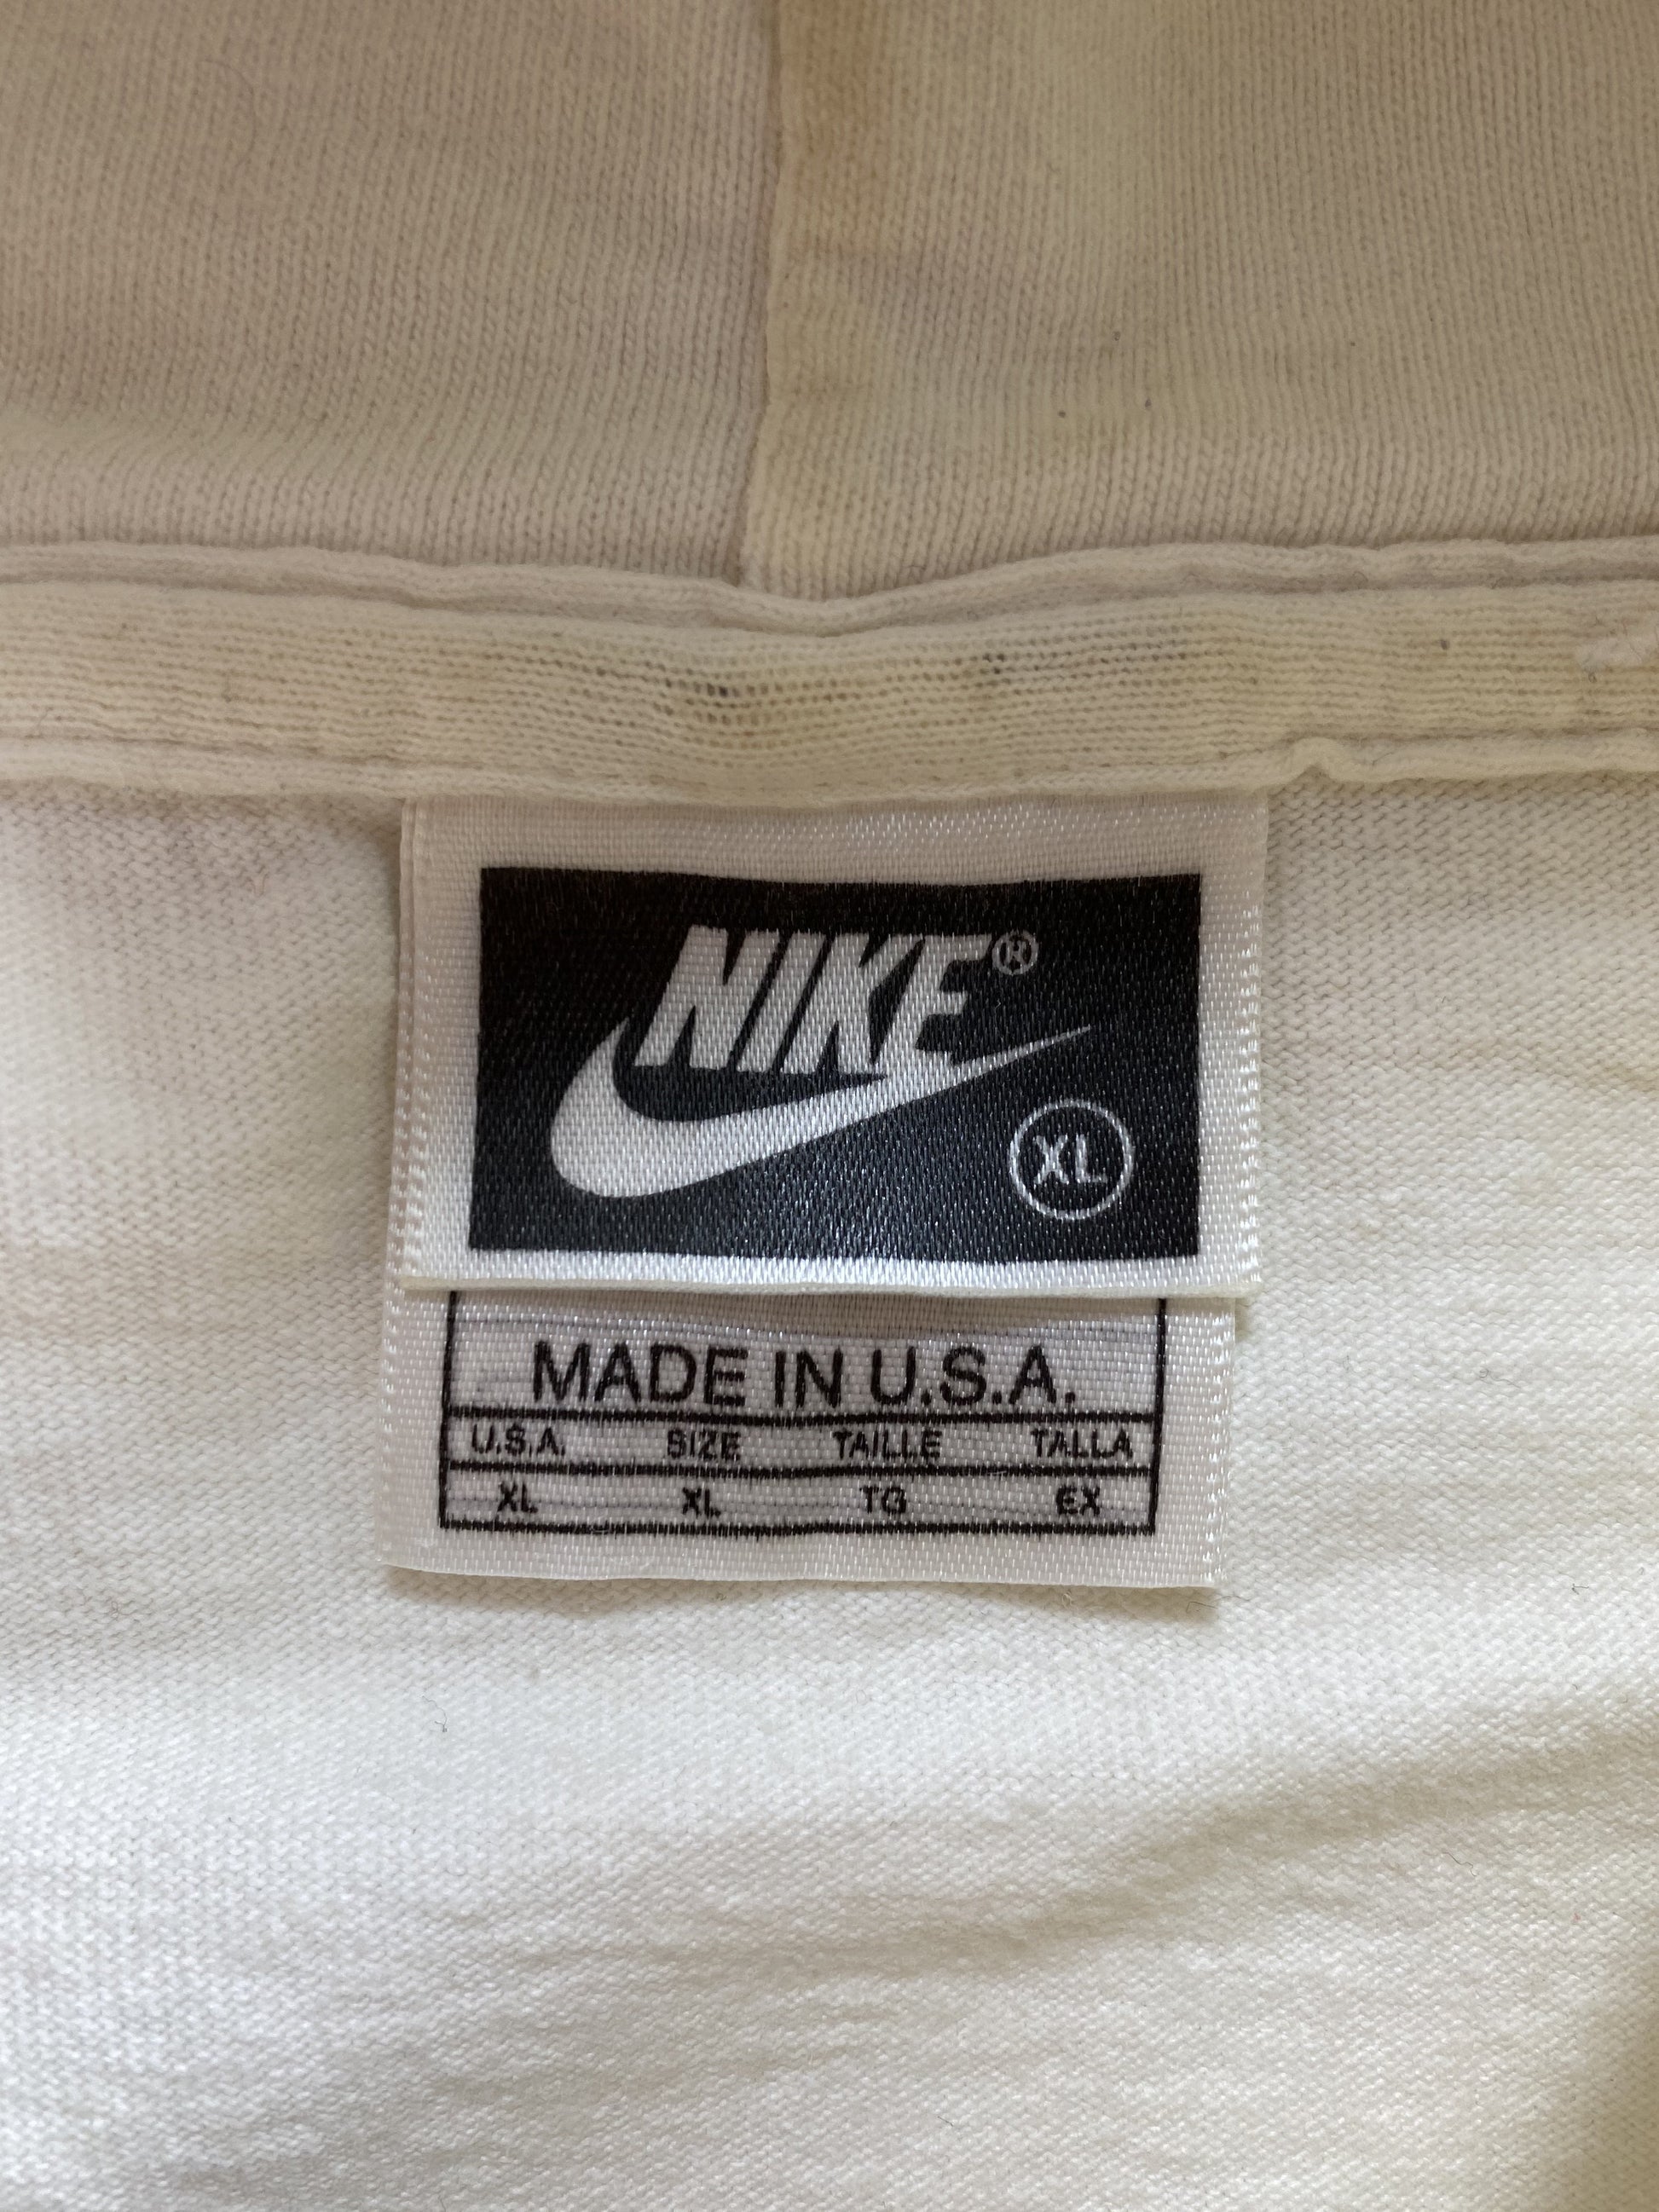 NIKE®
XL
MADE IN U.S.A.
U.S.A. SIZE TAILLE TALLA
XL XL TG EX